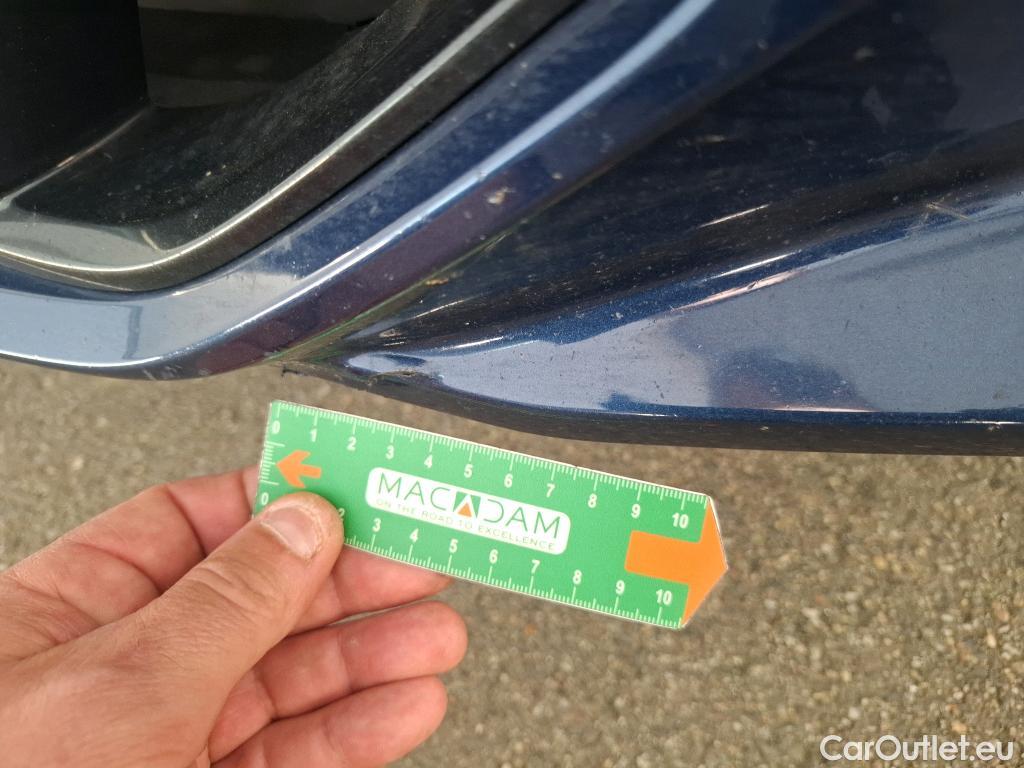 0 1 2 3 4 5 6 7 8 9 10
MACADAM
ON THE ROAD TO EXCELLENCE
0 2 3 4 5 6 7 8 9 10
CarOutlet.eu